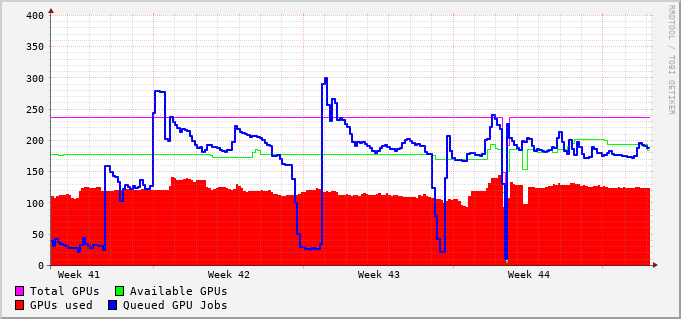 400
350
300
250
200
150
100
50
0
Week 41 Week 42 Week 43 Week 44
Total GPUs Available GPUs
GPUs used Queued GPU Jobs
RRDTOOL / TOBI OETIKER